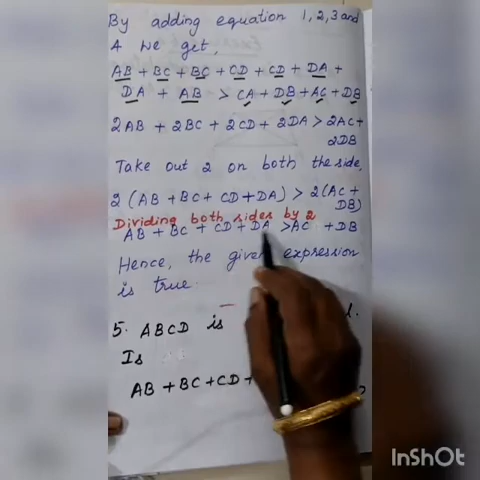 By adding equation 1, 2, 3 and
4 we get,
AB + BC + BC + CD + CD + DA +
DA + AB > CA + DB + AC + DB
2AB + 2BC + 2CD + 2DA > 2AC +
2DB
Take out 2 on both the side,
2 (AB + BC + CD + DA) > 2(AC +
DB)
Dividing both sides by 2
AB + BC + CD + DA > AC + DB
Hence, the given expression
is true.
5. ABCD is
Is
AB + BC + CD +
InShOt